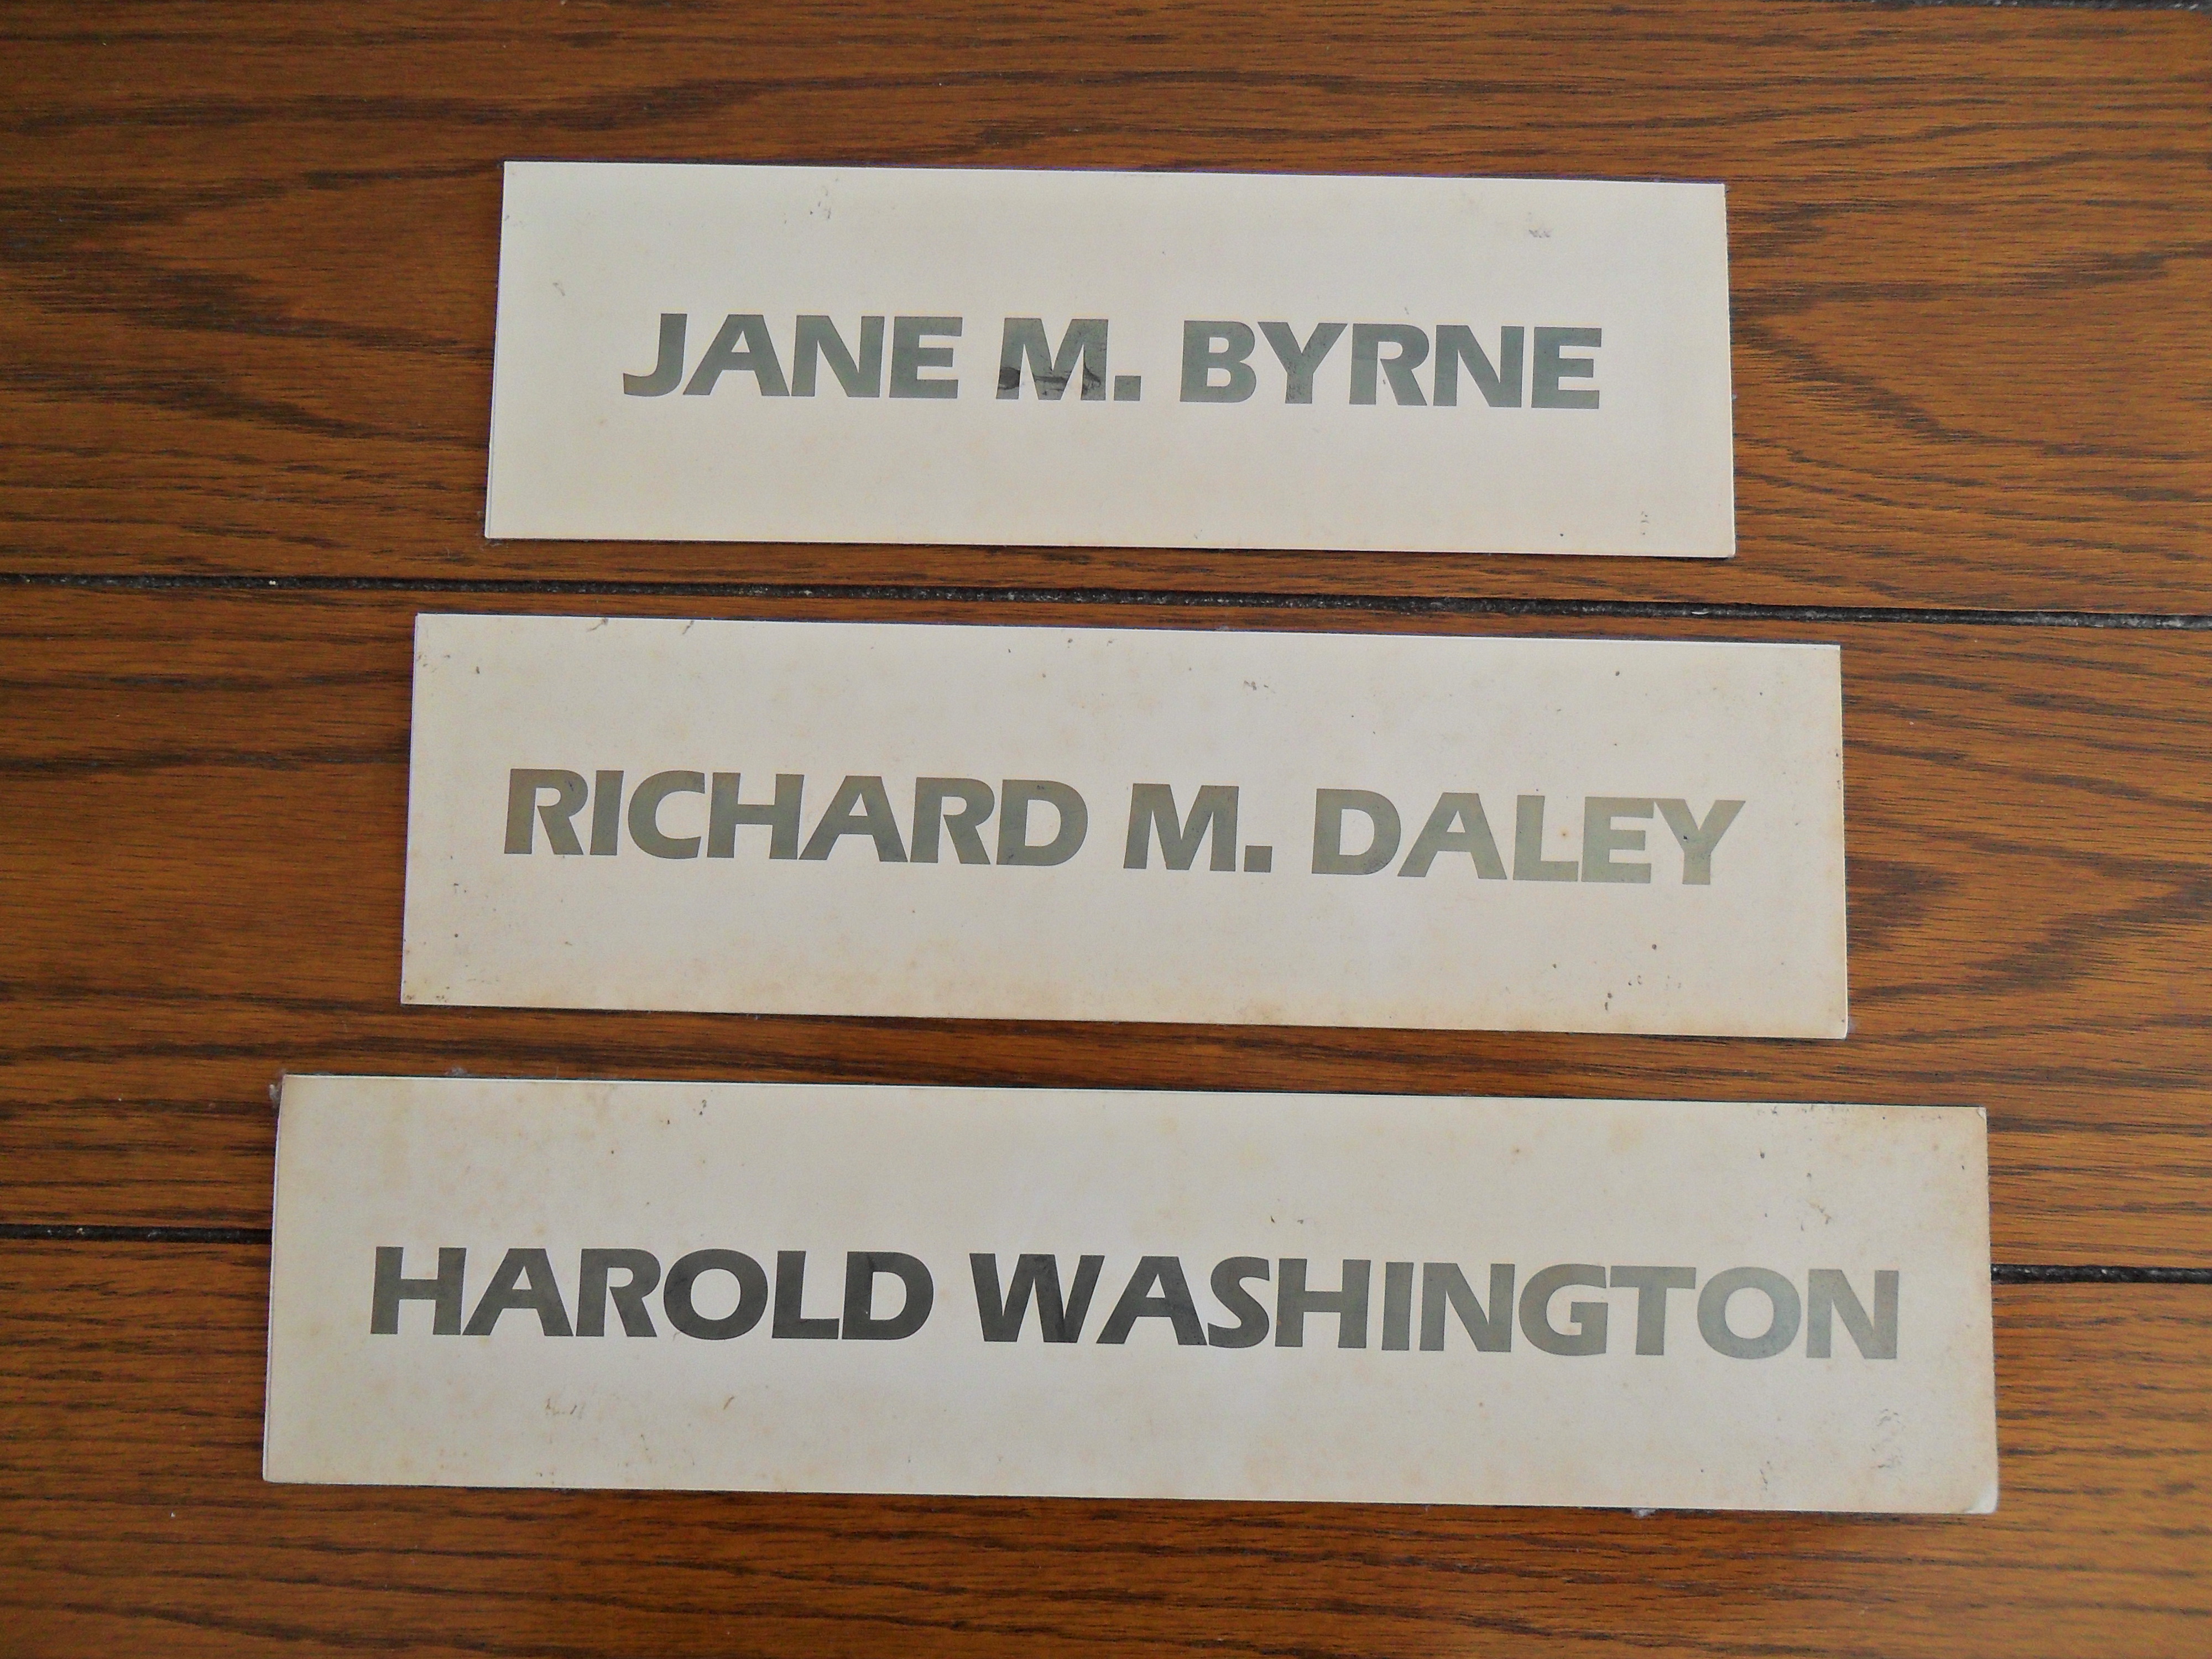 JANE M. BYRNE
RICHARD M. DALEY
HAROLD WASHINGTON